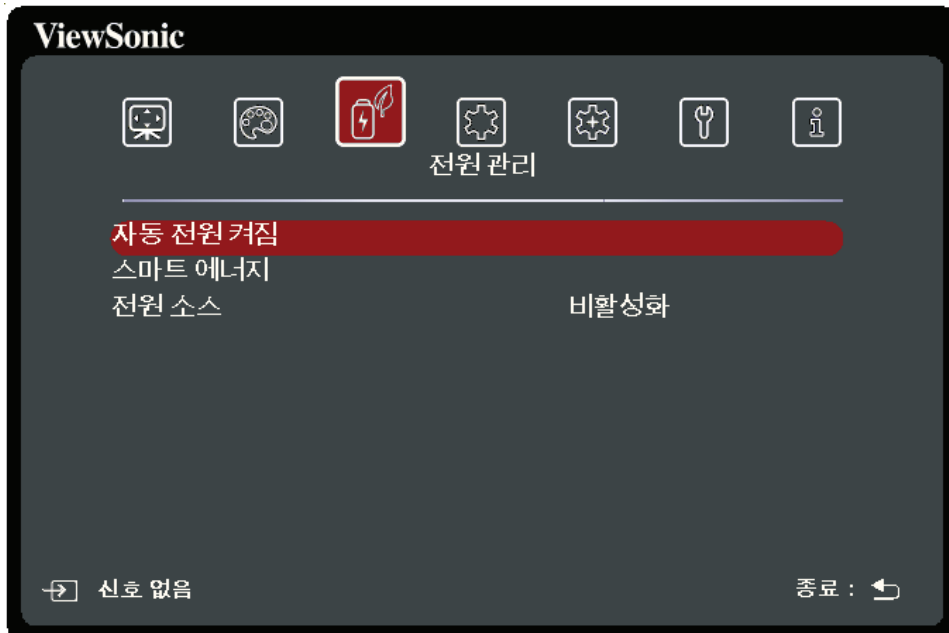 ViewSonic
전원 관리
자동 전원 켜짐
스마트 에너지
전원 소스 비활성화
신호 없음 종료 :